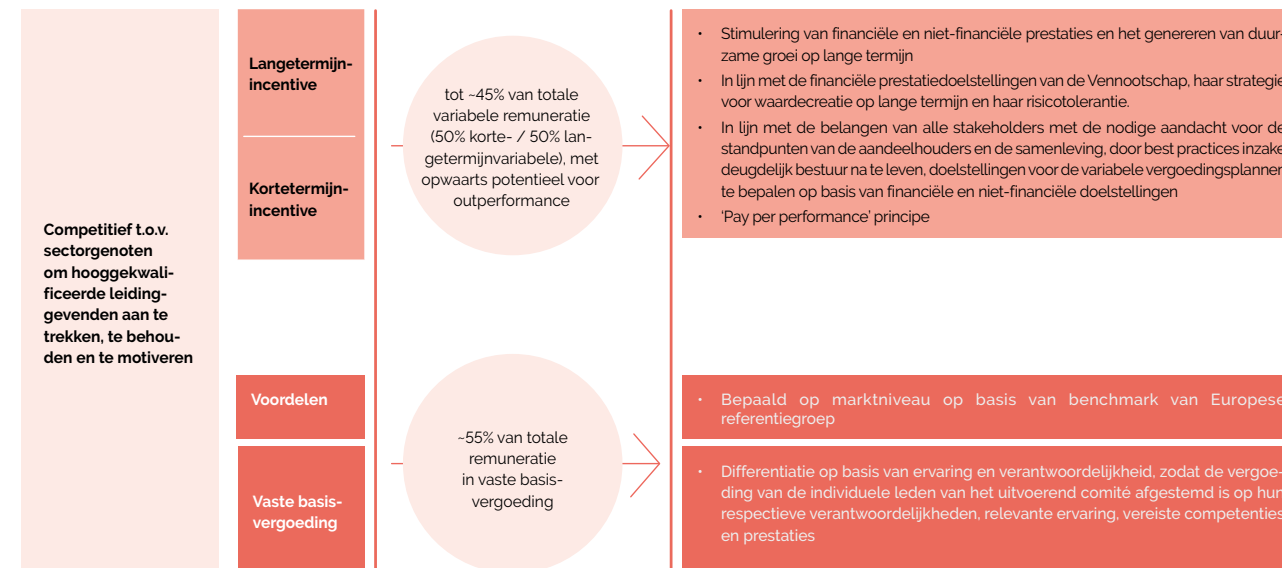 Competitief t.o.v.
sectorgenoten
om hooggekwali-
ficeerde leiding-
gevenden aan te
trekken, te behou-
den en te motiveren
Langetermijn-
incentive
Kortetermijn-
incentive
tot ~45% van totale
variabele remuneratie
(50% korte- / 50% lan-
getermijnvariabele), met
opwaarts potentieel voor
outperformance
• Stimulering van financiële en niet-financiële prestaties en het genereren van duur-
zame groei op lange termijn
• In lijn met de financiële prestatiedoelstellingen van de Vennootschap, haar strategie
voor waardecreatie op lange termijn en haar risicotolerantie.
• In lijn met de belangen van alle stakeholders met de nodige aandacht voor de
standpunten van de aandeelhouders en de samenleving, door best practices inzake
deugdelijk bestuur na te leven, doelstellingen voor de variabele vergoedingsplannen
te bepalen op basis van financiële en niet-financiële doelstellingen
• ‘Pay per performance’ principe
Voordelen
Vaste basis-
vergoeding
~55% van totale
remuneratie
in vaste basis-
vergoeding
• Bepaald op marktniveau op basis van benchmark van Europese
referentiegroep
• Differentiatie op basis van ervaring en verantwoordelijkheid, zodat de vergoe-
ding van de individuele leden van het uitvoerend comité afgestemd is op hun
respectieve verantwoordelijkheden, relevante ervaring, vereiste competenties
en prestaties